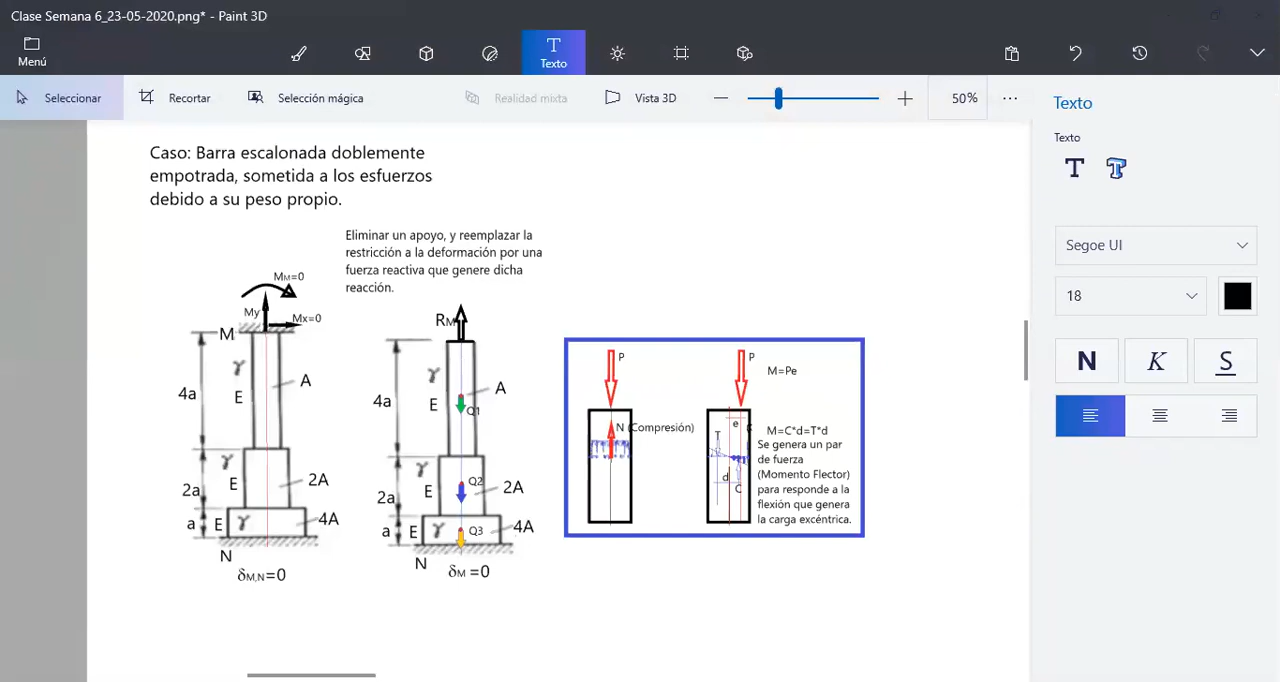 Clase Semana 6_23-05-2020.png* - Paint 3D
Menú
T
Texto
Seleccionar
Recortar
Selección mágica
Realidad mixta
Vista 3D
50%
Texto
Texto
T T
Segoe UI
18
N K S
Caso: Barra escalonada doblemente
empotrada, sometida a los esfuerzos
debido a su peso propio.
Eliminar un apoyo, y reemplazar la
restricción a la deformación por una
fuerza reactiva que genere dicha
reacción.
MM=0
My
Mx=0
M
γ
4a
E
A
γ
2a
E
2A
a
E
γ
4A
N
δM,N=0
RM
γ
4a
E
A
Q1
γ
2a
E
Q2
2A
a
E
γ
Q3
4A
N
δM =0
P
N (Compresión)
P
M=Pe
e
M=C*d=T*d
T
d
C
Se genera un par
de fuerza
(Momento Flector)
para responde a la
flexión que genera
la carga excéntrica.